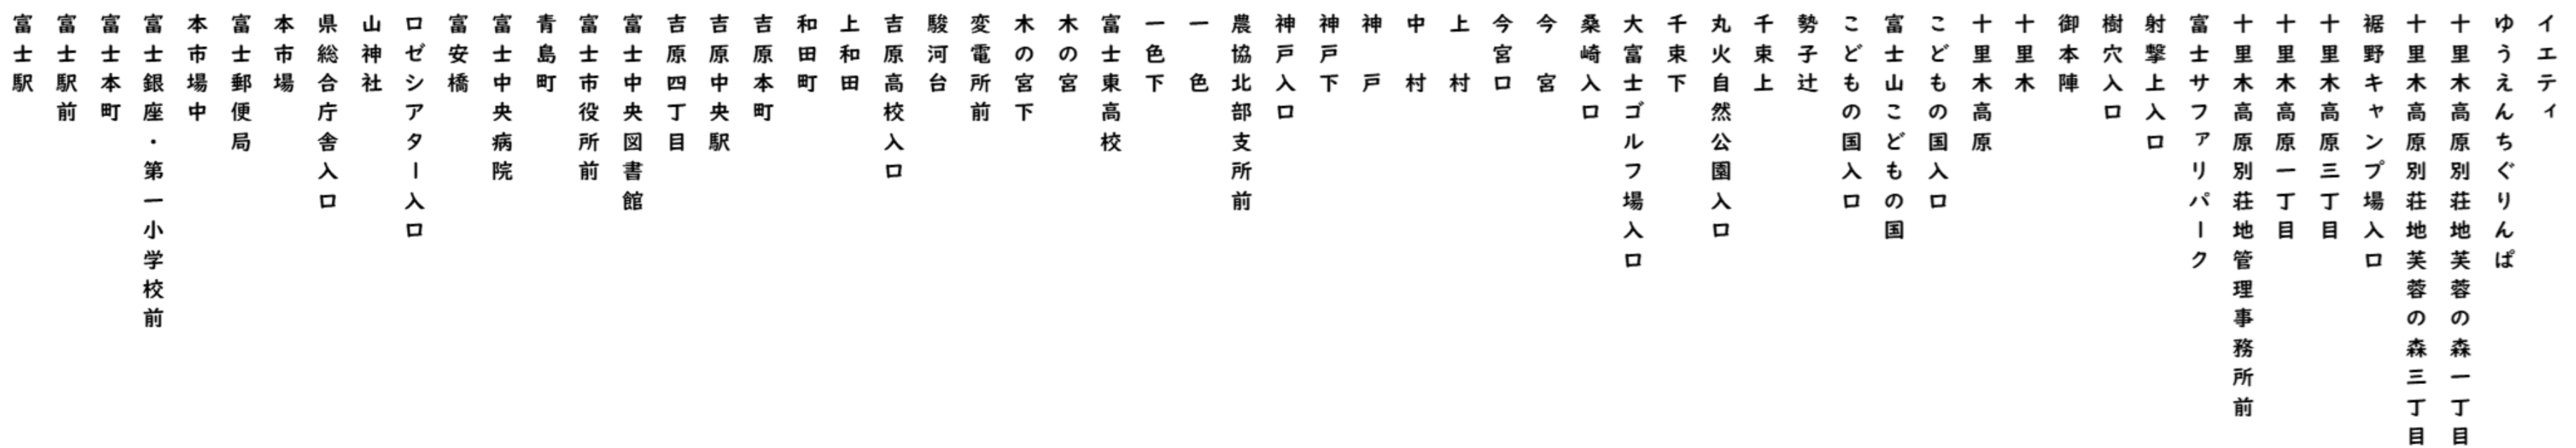 イエティ
ゆうえんちぐりんぱ
十里木高原別荘地芙蓉の森一丁目
十里木高原別荘地芙蓉の森三丁目
裾野キャンプ場入口
十里木高原三丁目
十里木高原一丁目
十里木高原別荘地管理事務所前
富士サファリパーク
射撃上入口
樹穴入口
御本陣
十里木
十里木高原
こどもの国入口
富士山こどもの国
こどもの国入口
勢子辻
千束上
丸火自然公園入口
千束下
大富士ゴルフ場入口
桑崎入口
今宮
今宮口
上村
中村
神戸
神戸下
神戸入口
農協北部支所前
一色
一色下
富士東高校
木の宮
木の宮下
変電所前
駿河台
吉原高校入口
上和田
和田町
吉原本町
吉原中央駅
吉原四丁目
富士中央図書館
富士市役所前
青島町
富士中央病院
富安橋
ロゼシアター入口
山神社
県総合庁舎入口
本市場
富士郵便局
本市場中
富士銀座・第一小学校前
富士本町
富士駅前
富士駅